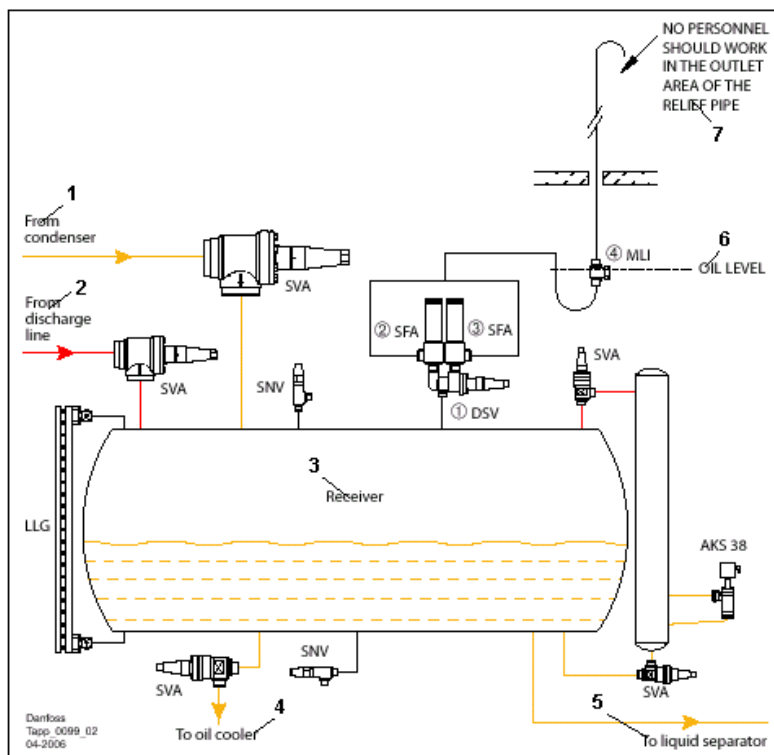 NO PERSONNEL
SHOULD WORK
IN THE OUTLET
AREA OF THE
RELIEF PIPE
7
1
From
condenser
SVA
④ MLI
6
OIL LEVEL
2
From
discharge
line
SVA
SNV
② SFA
③ SFA
① DSV
SVA
3
Receiver
LLG
AKS 38
SVA
SNV
SVA
4
To oil cooler
5
To liquid separator
Danfoss
Tapp_0099_02
04-2006